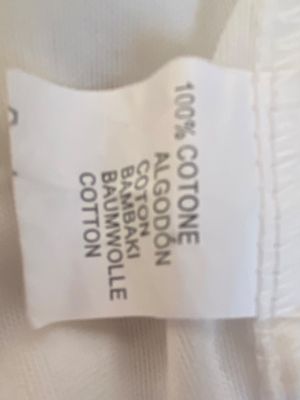 100% COTONE
ALGODÓN
COTON
BAMBAKI
BAUMWOLLE
COTTON